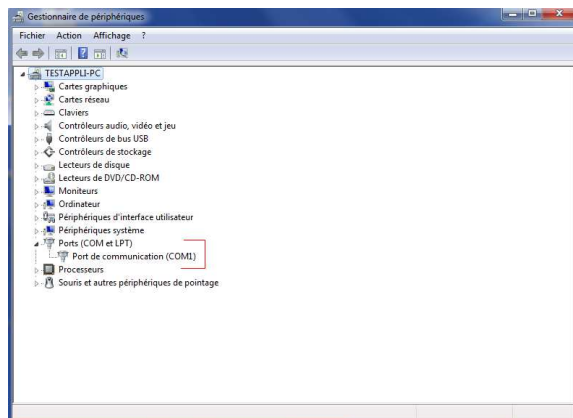 Gestionnaire de périphériques
Fichier Action Affichage ?
TESTAPPLI-PC
Cartes graphiques
Cartes réseau
Claviers
Contrôleurs audio, vidéo et jeu
Contrôleurs de bus USB
Contrôleurs de stockage
Lecteurs de disque
Lecteurs de DVD/CD-ROM
Moniteurs
Ordinateur
Périphériques d'interface utilisateur
Périphériques système
Ports (COM et LPT)
Port de communication (COM1)
Processeurs
Souris et autres périphériques de pointage